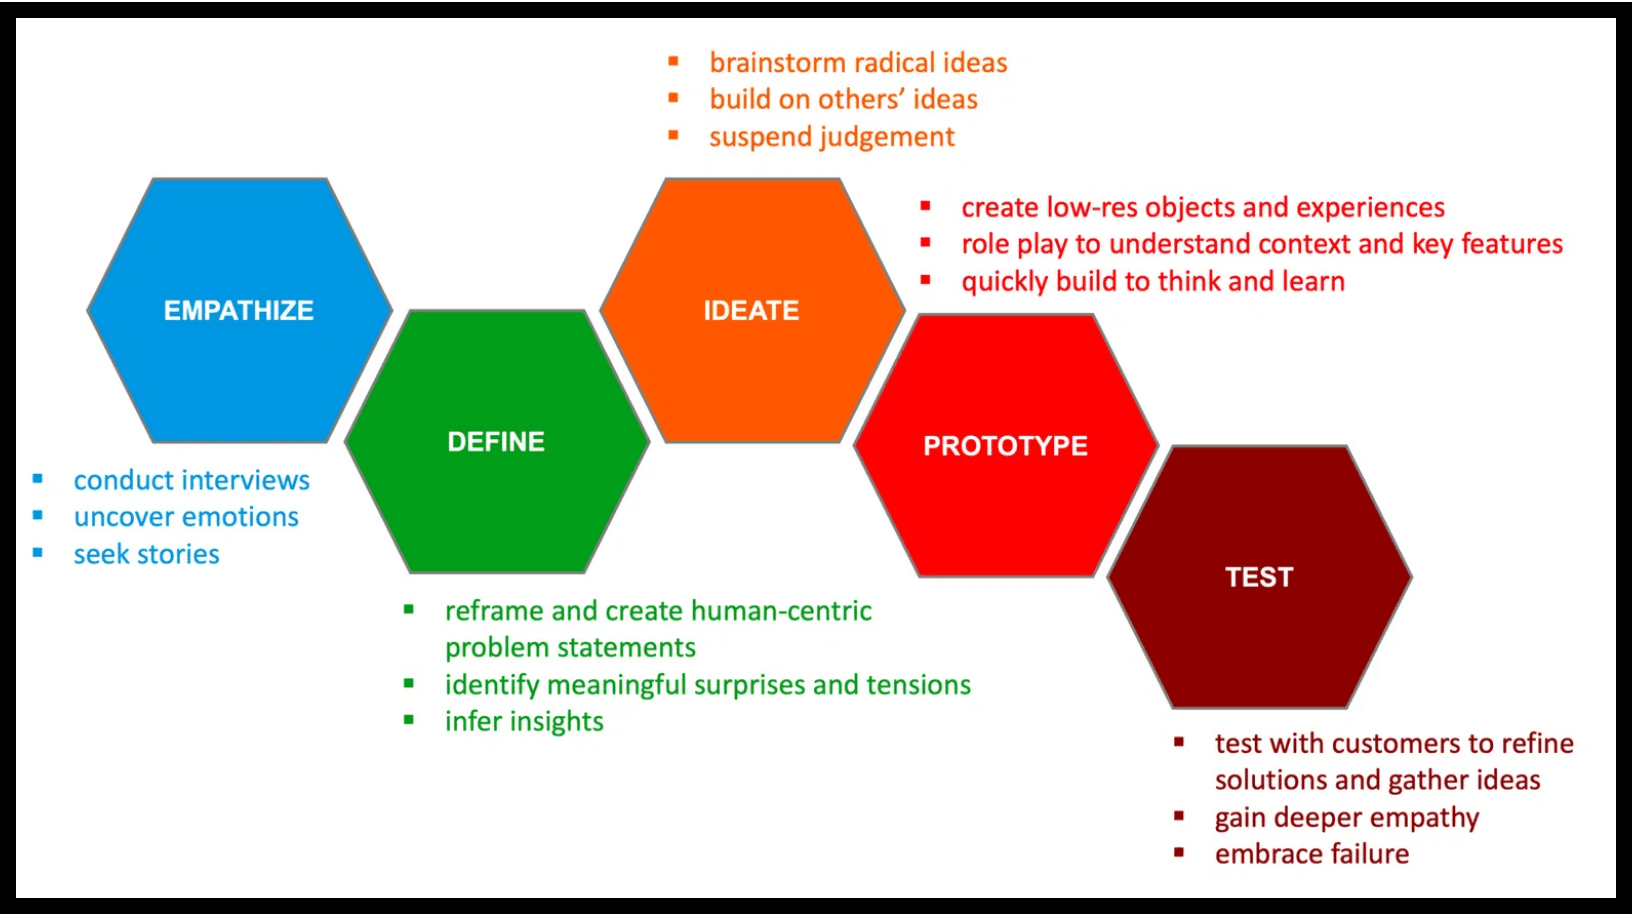 EMPATHIZE
▪ conduct interviews
▪ uncover emotions
▪ seek stories
DEFINE
▪ reframe and create human-centric
problem statements
▪ identify meaningful surprises and tensions
▪ infer insights
▪ brainstorm radical ideas
▪ build on others’ ideas
▪ suspend judgement
IDEATE
▪ create low-res objects and experiences
▪ role play to understand context and key features
▪ quickly build to think and learn
PROTOTYPE
TEST
▪ test with customers to refine
solutions and gather ideas
▪ gain deeper empathy
▪ embrace failure